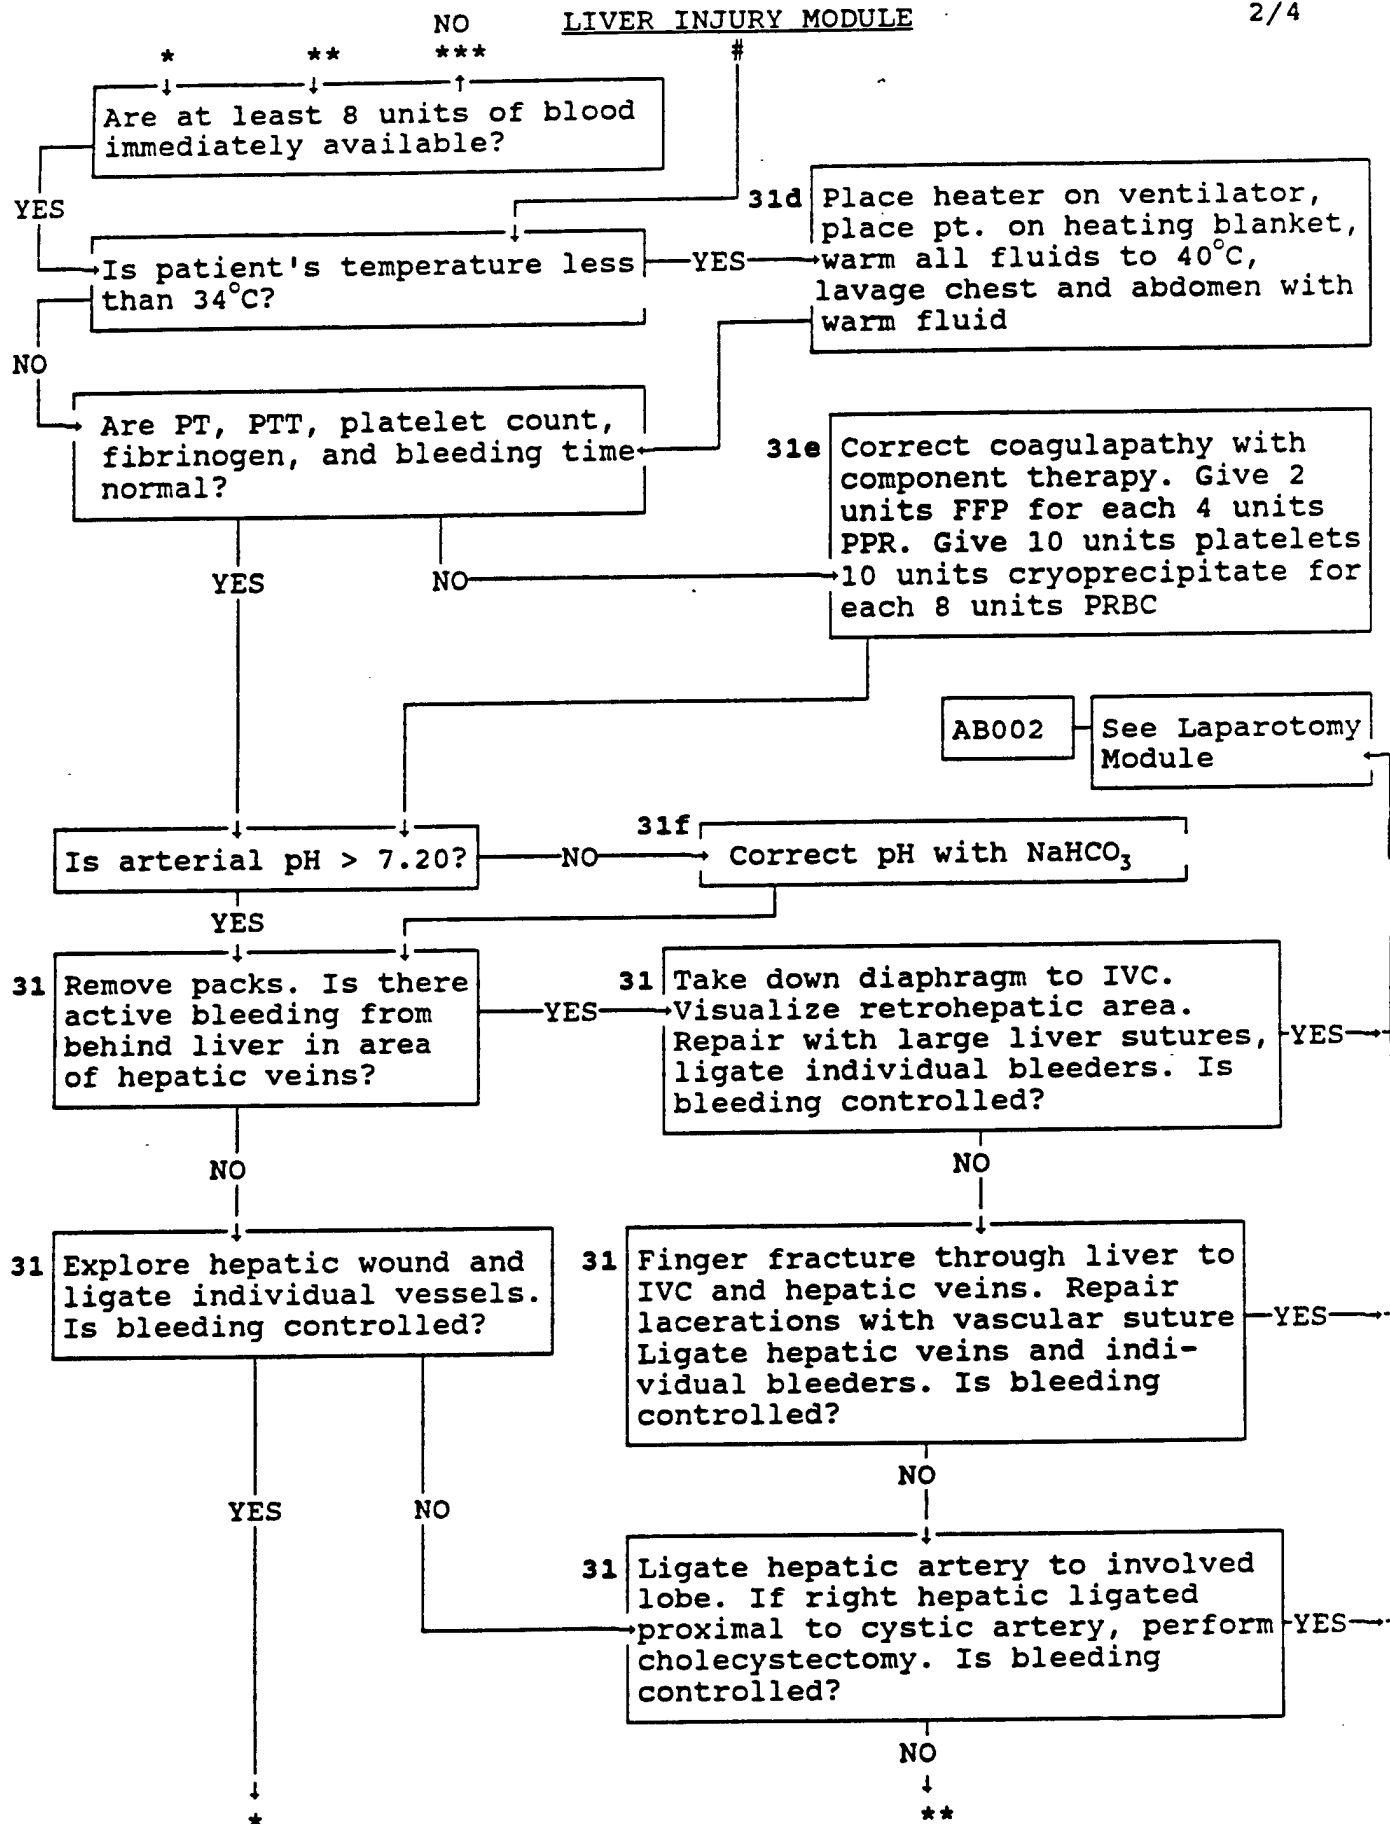 LIVER INJURY MODULE
2/4
NO
* ** *** #
Are at least 8 units of blood
immediately available?
YES
Is patient's temperature less
than 34°C?
YES
31d Place heater on ventilator,
place pt. on heating blanket,
warm all fluids to 40°C,
lavage chest and abdomen with
warm fluid
NO
Are PT, PTT, platelet count,
fibrinogen, and bleeding time
normal?
31e Correct coagulapathy with
component therapy. Give 2
units FFP for each 4 units
PPR. Give 10 units platelets
10 units cryoprecipitate for
each 8 units PRBC
YES
NO
AB002
See Laparotomy
Module
Is arterial pH > 7.20?
NO
31f Correct pH with NaHCO₃
YES
31 Remove packs. Is there
active bleeding from
behind liver in area
of hepatic veins?
YES
31 Take down diaphragm to IVC.
Visualize retrohepatic area.
Repair with large liver sutures,
ligate individual bleeders. Is
bleeding controlled?
YES
NO
NO
31 Explore hepatic wound and
ligate individual vessels.
Is bleeding controlled?
31 Finger fracture through liver to
IVC and hepatic veins. Repair
lacerations with vascular suture
Ligate hepatic veins and indi-
vidual bleeders. Is bleeding
controlled?
YES
NO
YES
NO
31 Ligate hepatic artery to involved
lobe. If right hepatic ligated
proximal to cystic artery, perform
cholecystectomy. Is bleeding
controlled?
YES
NO
*
**